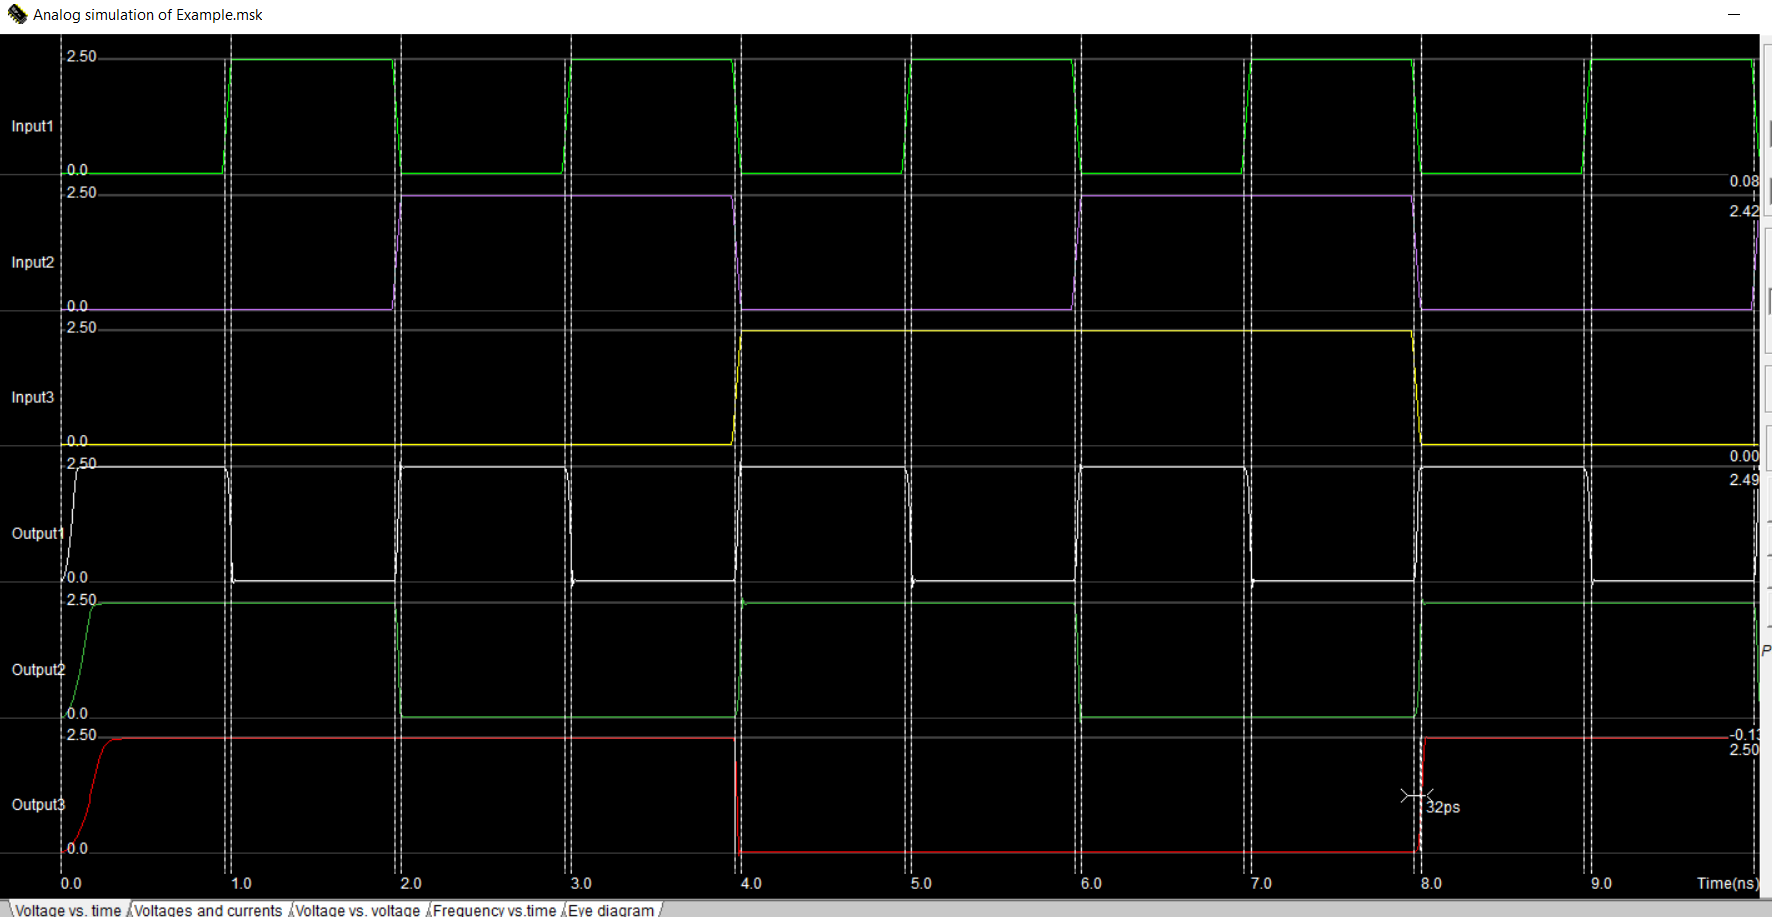 Analog simulation of Example.msk
2.50
Input1
0.0
0.08
2.50
2.42
Input2
0.0
2.50
Input3
0.0
0.00
2.50
2.49
Output1
0.0
2.50
Output2
0.0
2.50
-0.13
2.50
Output3
32ps
0.0
0.0 1.0 2.0 3.0 4.0 5.0 6.0 7.0 8.0 9.0 Time(ns)
Voltage vs. time Voltages and currents Voltage vs. voltage Frequency vs.time Eye diagram
P